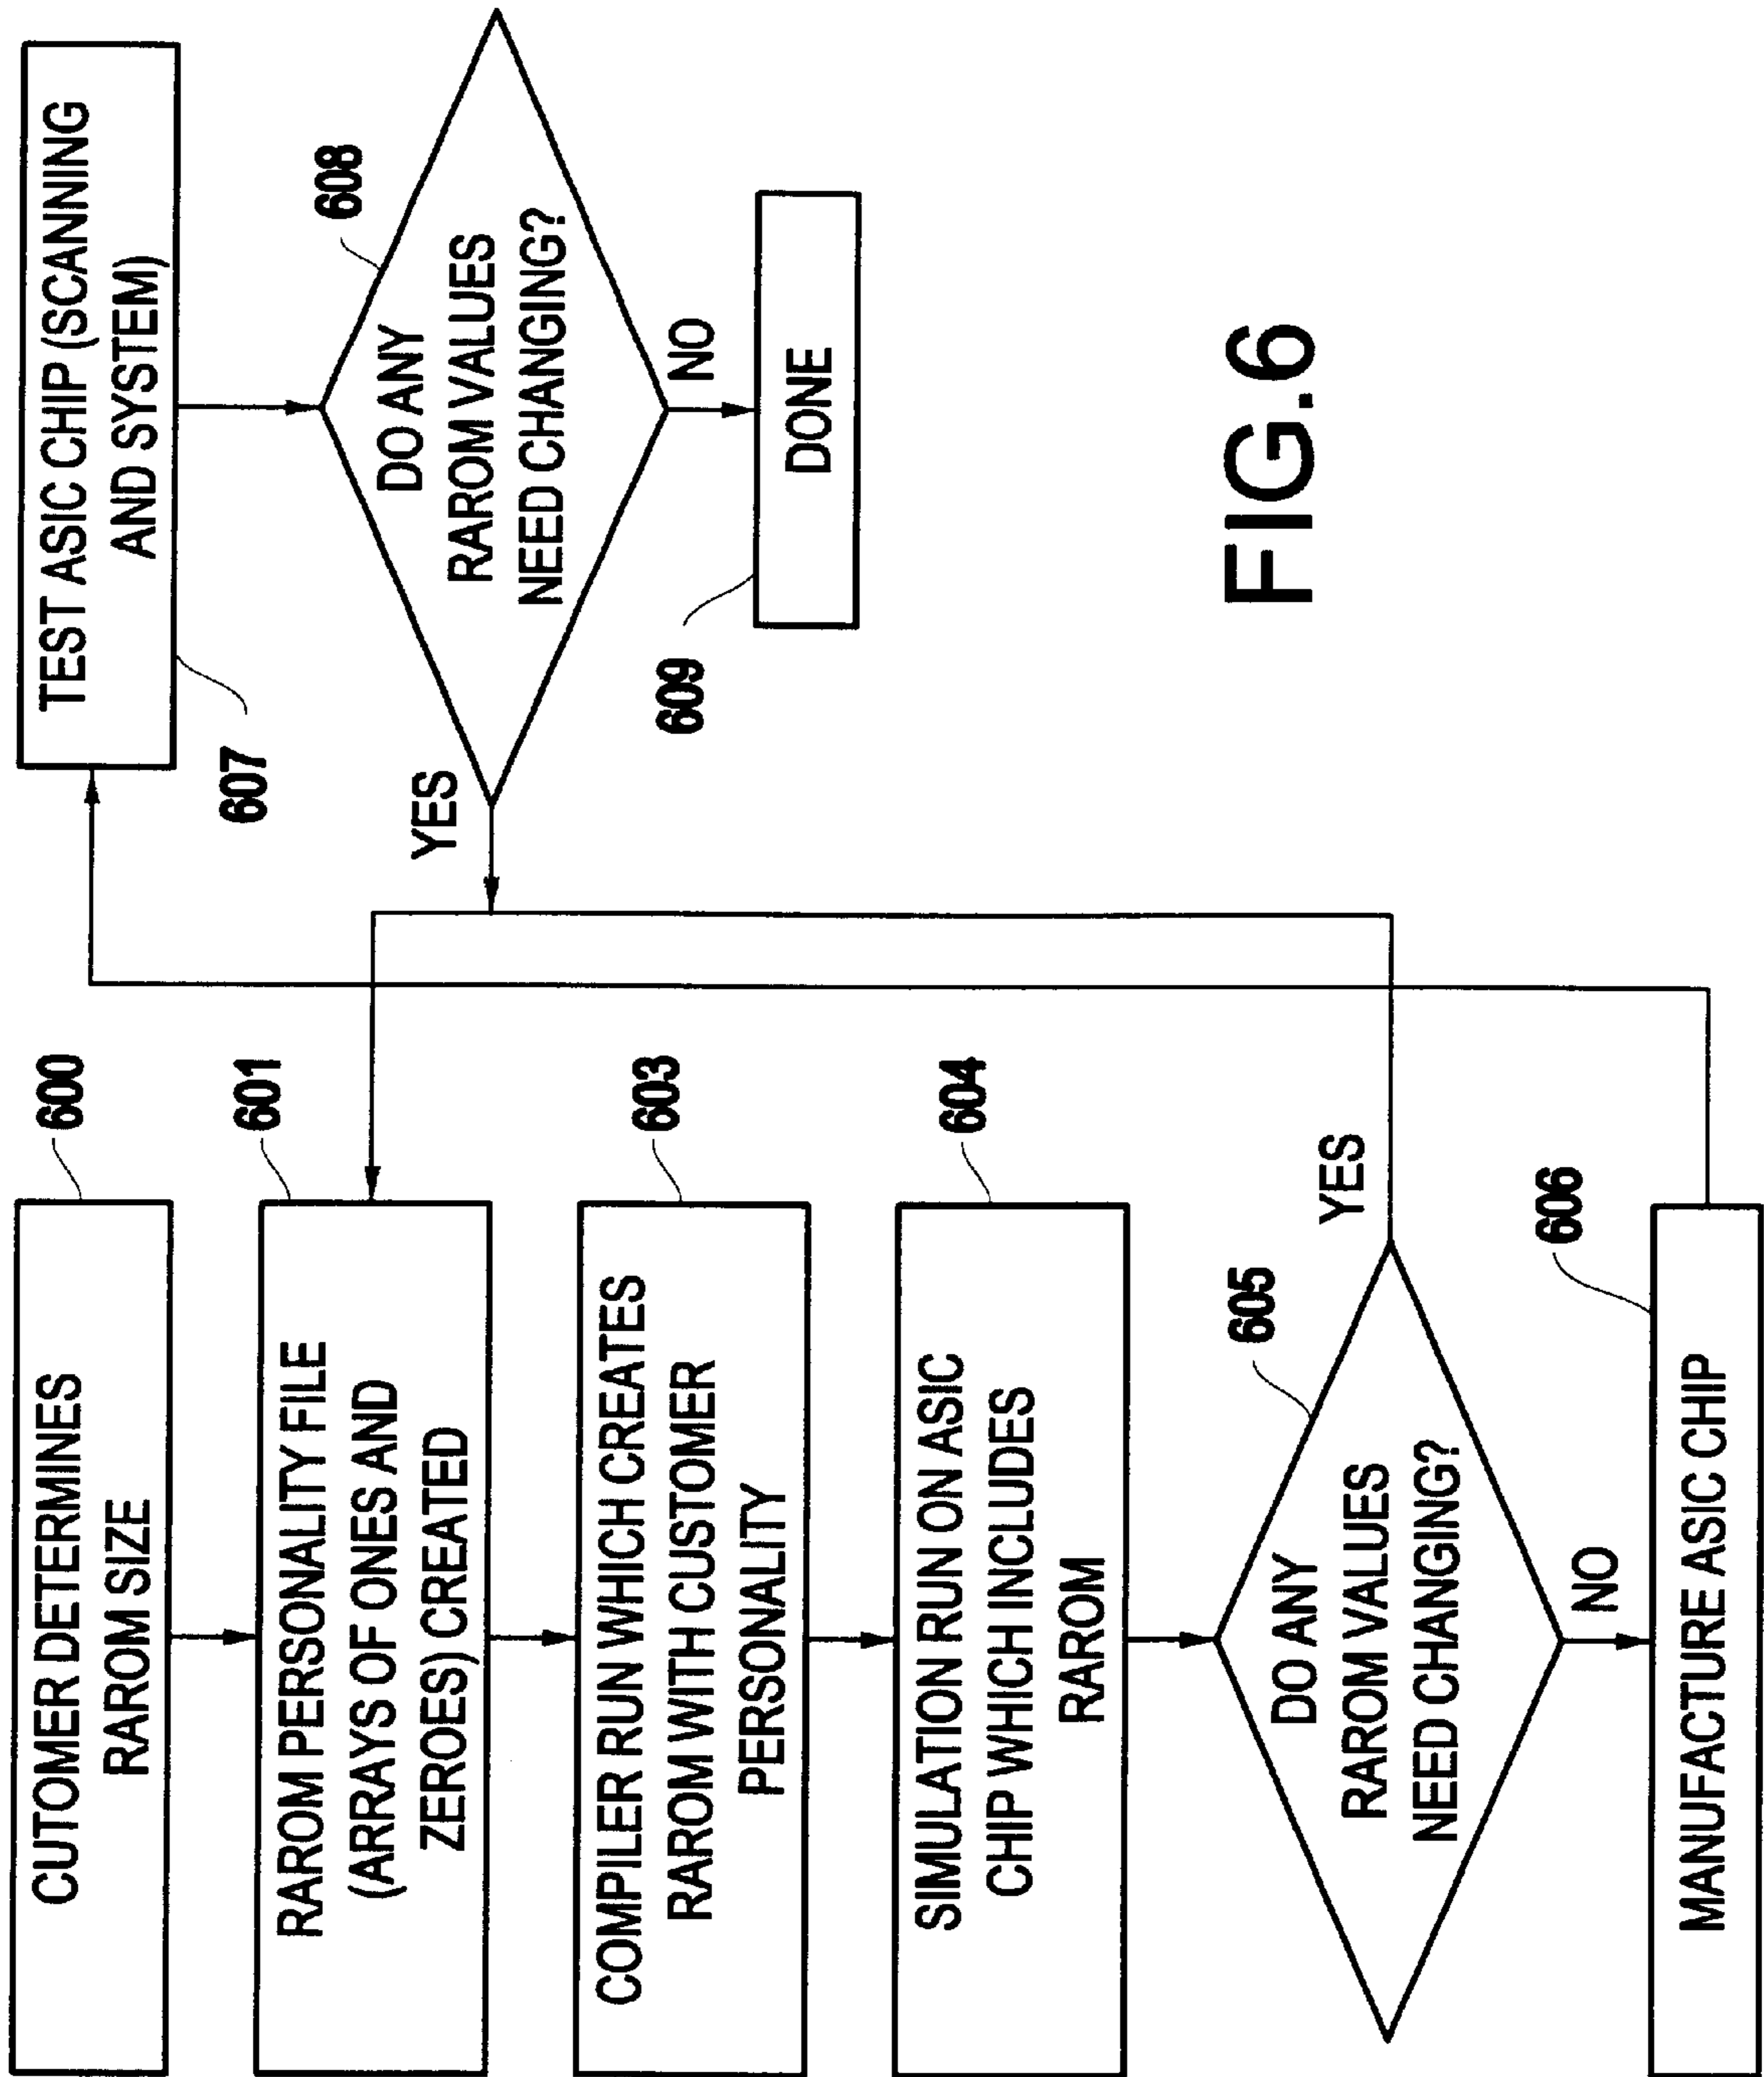 CUTOMER DETERMINES
RAROM SIZE
600
RAROM PERSONALITY FILE
(ARRAYS OF ONES AND
ZEROES) CREATED
601
COMPILER RUN WHICH CREATES
RAROM WITH CUSTOMER
PERSONALITY
603
SIMULATION RUN ON ASIC
CHIP WHICH INCLUDES
RAROM
604
DO ANY
RAROM VALUES
NEED CHANGING?
605
YES
NO
MANUFACTURE ASIC CHIP
606
TEST ASIC CHIP (SCANNING
AND SYSTEM)
607
DO ANY
RAROM VALUES
NEED CHANGING?
608
YES
NO
DONE
609
FIG.6